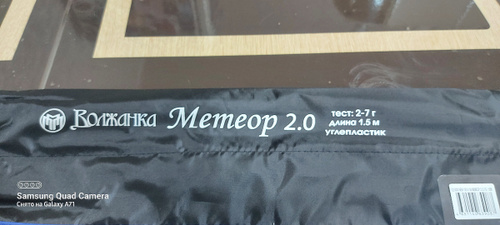 Волжанка Метеор 2.0
тест: 2-7 г
длина 1.5 м
углепластик
Samsung Quad Camera
Снято на Galaxy A71